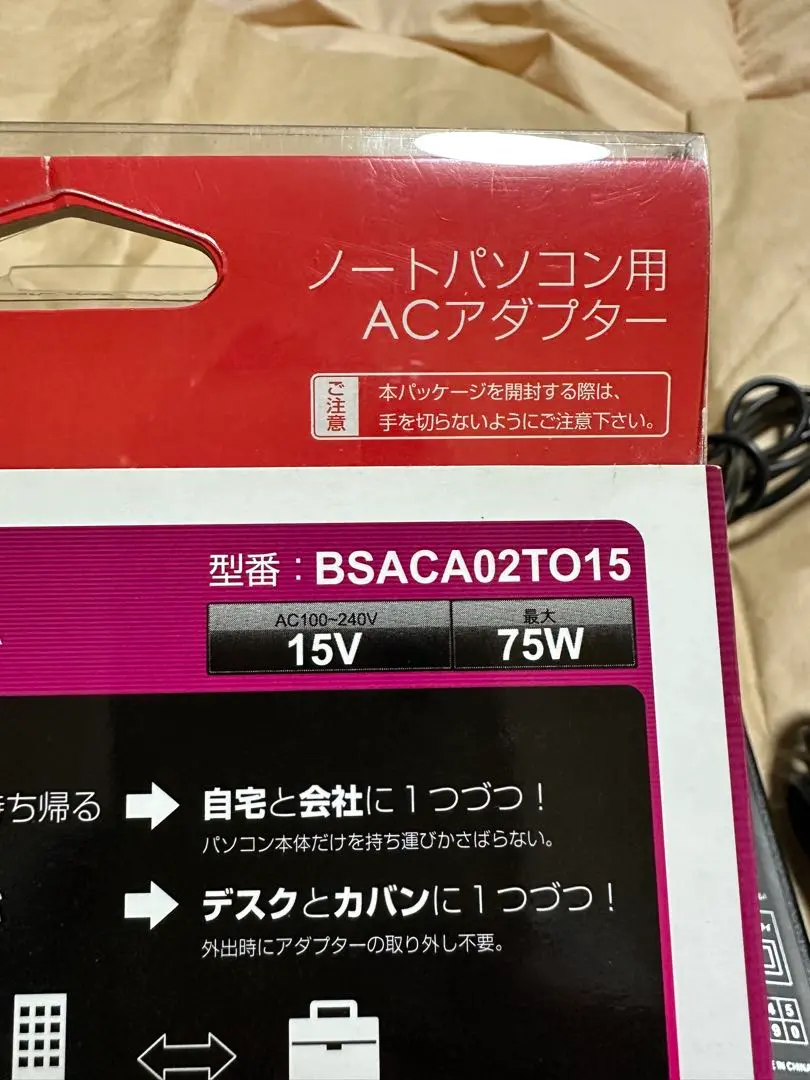 ノートパソコン用
ACアダプター
ご注意
本パッケージを開封する際は、
手を切らないようにご注意下さい。
型番：BSACA02TO15
AC100~240V
15V
最大
75W
ち帰る
自宅と会社に1つづつ！
パソコン本体だけを持ち運びかさばらない。
デスクとカバンに1つづつ！
外出時にアダプターの取り外し不要。
4 5
9 0
IN CHINA